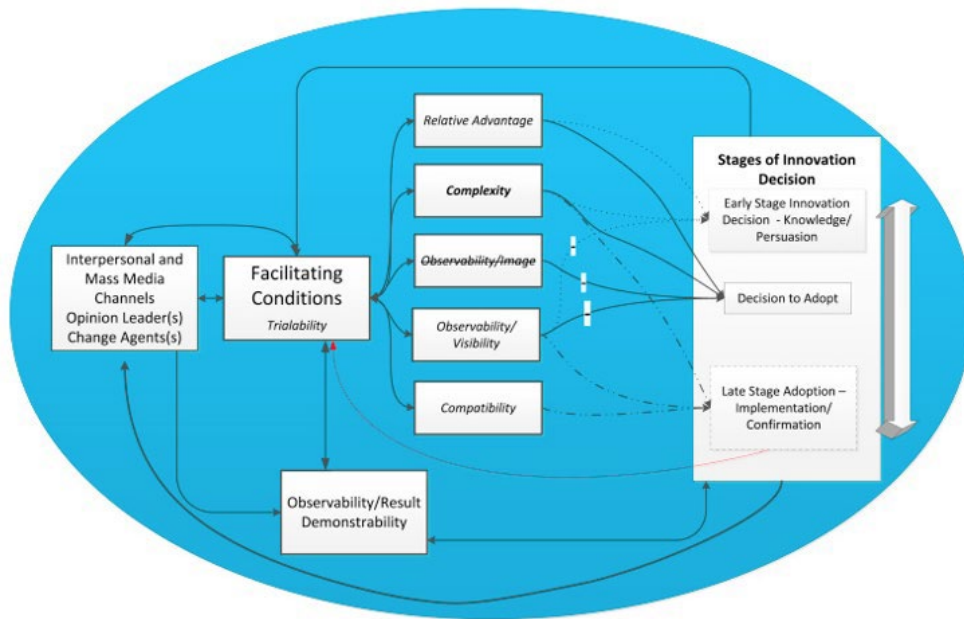 Relative Advantage
Stages of Innovation
Decision
Complexity
Early Stage Innovation
Decision - Knowledge/
Persuasion
Interpersonal and
Mass Media
Channels
Opinion Leader(s)
Change Agents(s)
Facilitating
Conditions
Trialability
Observability/Image
Decision to Adopt
Observability/
Visibility
Compatibility
Late Stage Adoption –
Implementation/
Confirmation
Observability/Result
Demonstrability